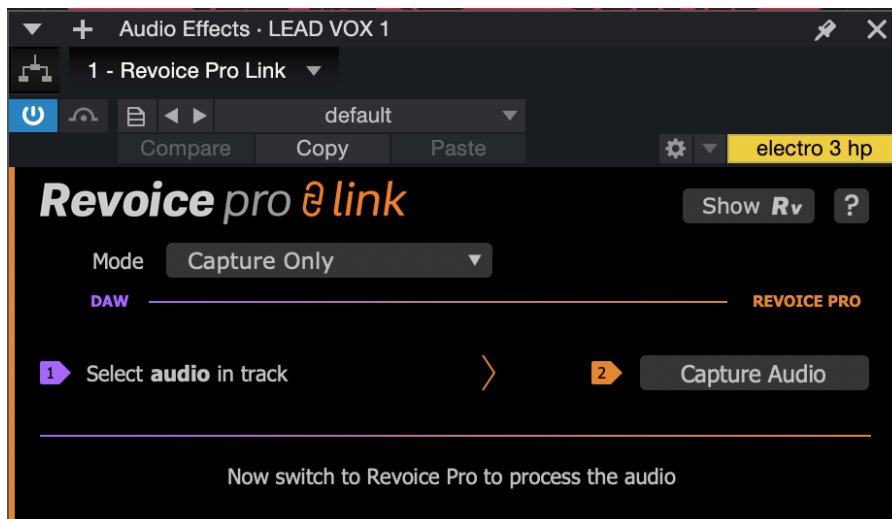 Audio Effects · LEAD VOX 1
1 - Revoice Pro Link
default
Compare Copy Paste electro 3 hp
Revoice pro link Show Rv ?
Mode Capture Only
DAW REVOICE PRO
1 Select audio in track 2 Capture Audio
Now switch to Revoice Pro to process the audio